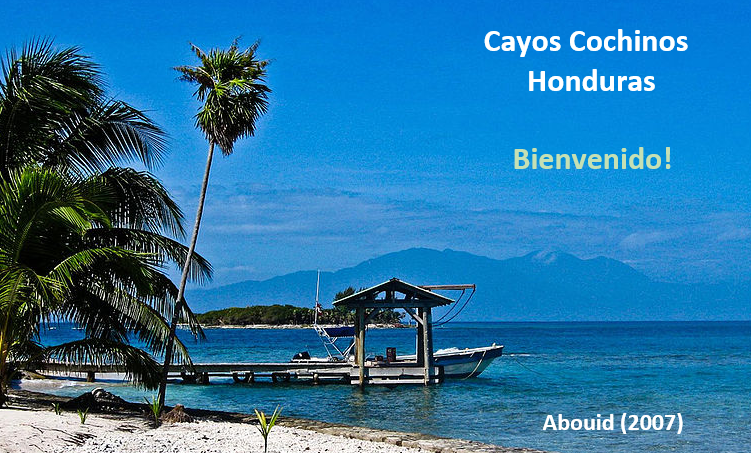 Cayos Cochinos
Honduras
Bienvenido!
Abouid (2007)